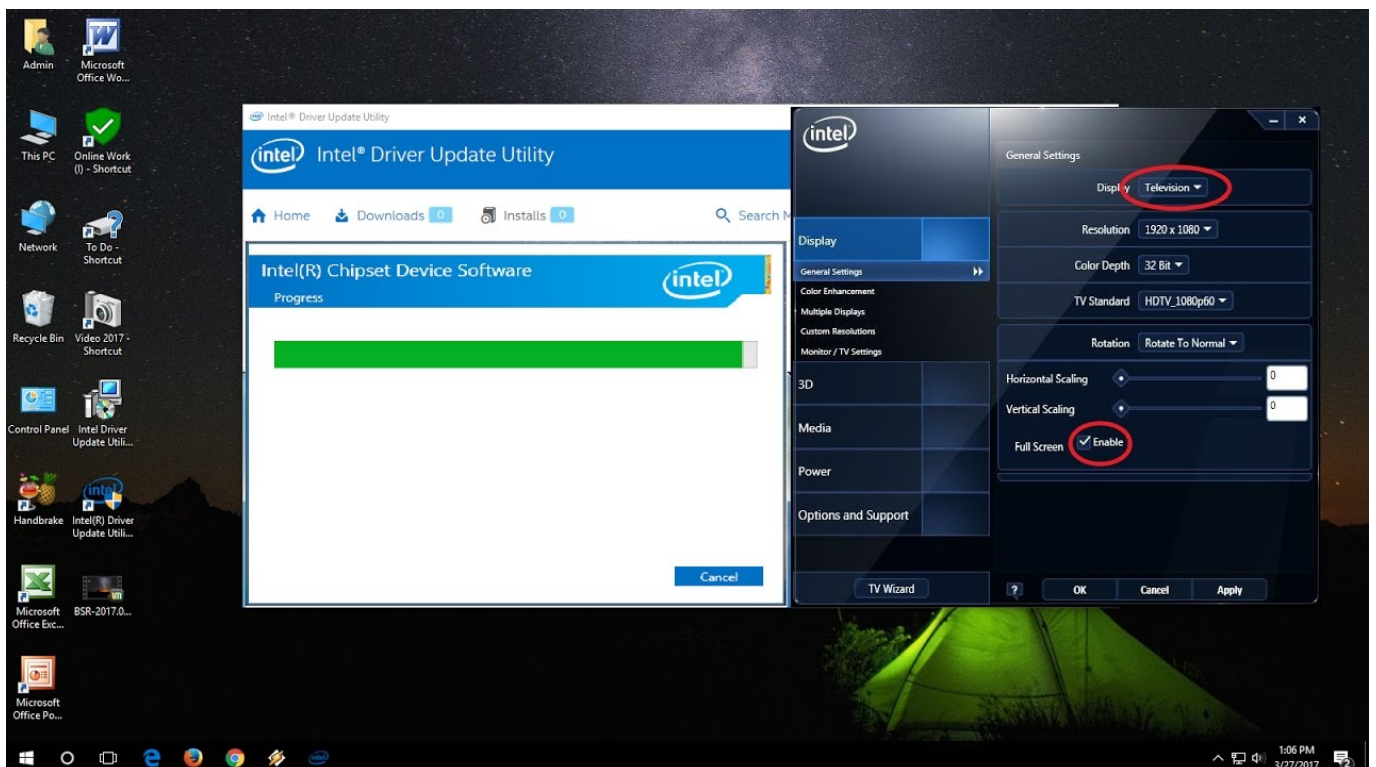 Admin
Microsoft
Office Wo...
This PC
Online Work
(I) - Shortcut
Network
To Do -
Shortcut
Recycle Bin
Video 2017 -
Shortcut
Control Panel
Intel Driver
Update Utili...
Handbrake
Intel(R) Driver
Update Utili...
Microsoft
Office Exc...
BSR-2017.0...
Microsoft
Office Po...
Intel® Driver Update Utility
intel Intel® Driver Update Utility
Home Downloads 0 Installs 0 Search M
Intel(R) Chipset Device Software
intel
Progress
Cancel
intel
Display
General Settings
Color Enhancement
Multiple Displays
Custom Resolutions
Monitor / TV Settings
3D
Media
Power
Options and Support
TV Wizard
General Settings
Display Television
Resolution 1920 x 1080
Color Depth 32 Bit
TV Standard HDTV_1080p60
Rotation Rotate To Normal
Horizontal Scaling 0
Vertical Scaling 0
Full Screen Enable
? OK Cancel Apply
intel
1:06 PM
3/27/2017
2